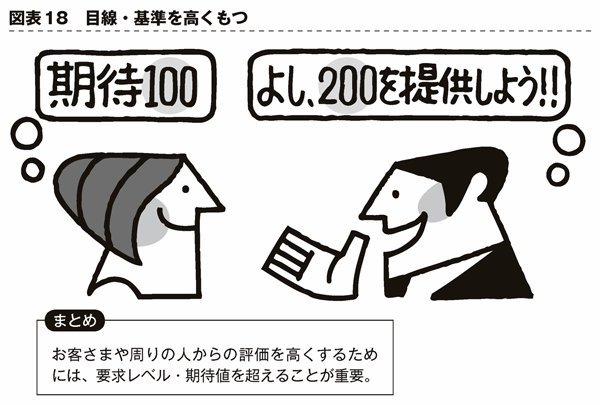 図表18 目線・基準を高くもつ
期待100
よし、200を提供しよう!!
まとめ
お客さまや周りの人からの評価を高くするため
には、要求レベル・期待値を超えることが重要。